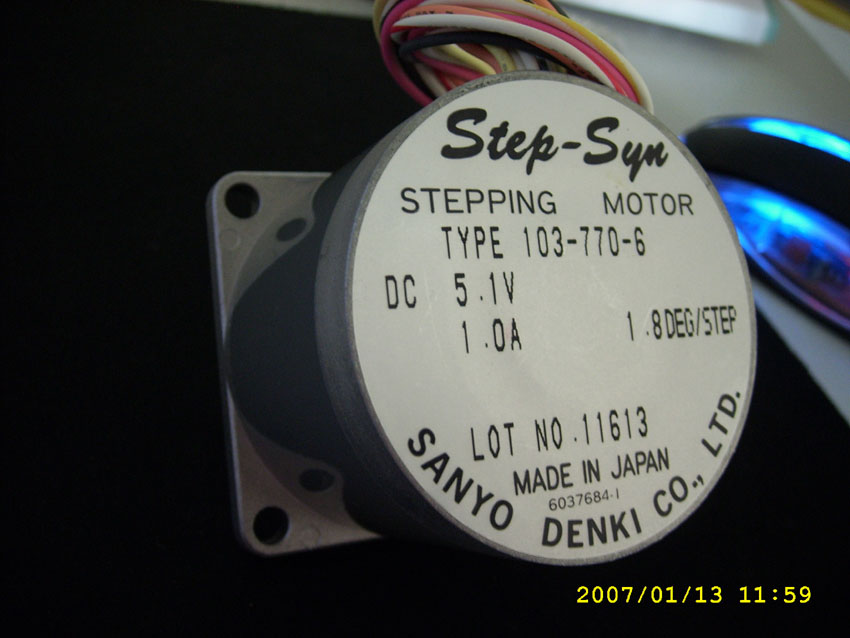 Step-Syn
STEPPING MOTOR
TYPE 103-770-6
DC 5.1V
1.0A 1.8DEG/STEP
LOT NO.11613
MADE IN JAPAN
6037684-1
SANYO DENKI CO., LTD.
2007/01/13 11:59